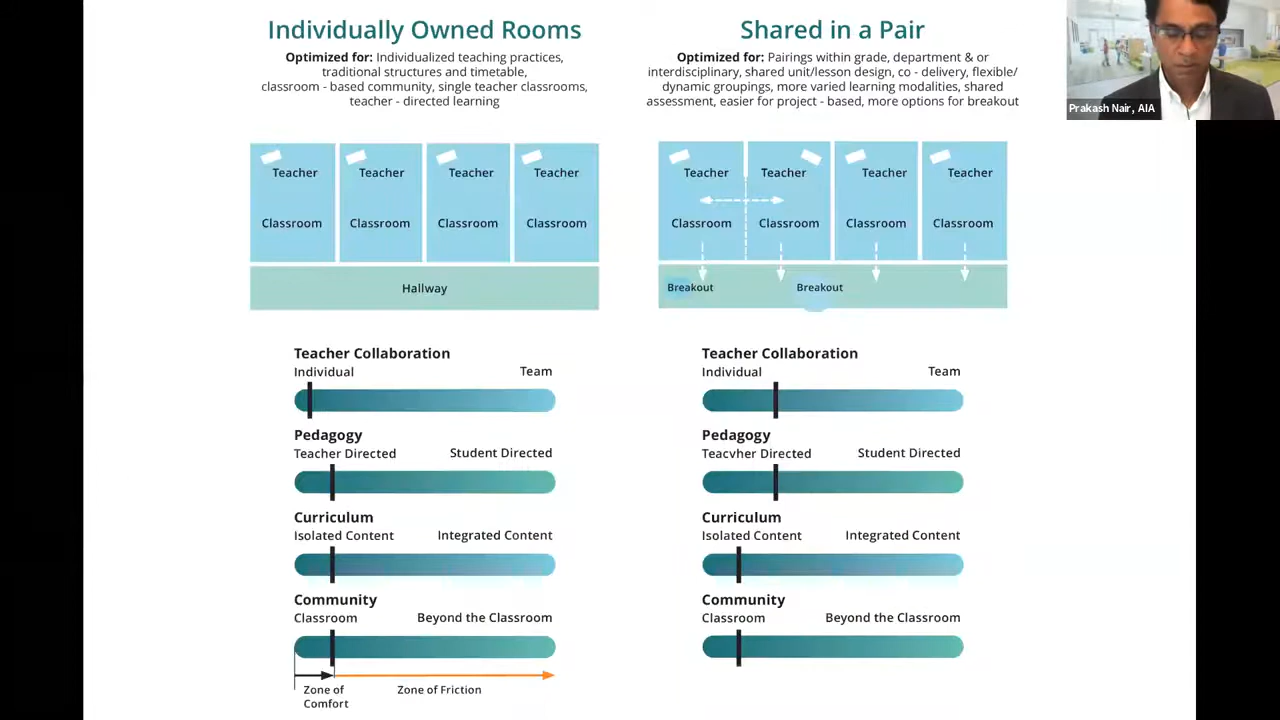 Individually Owned Rooms
Optimized for: Individualized teaching practices,
traditional structures and timetable,
classroom - based community, single teacher classrooms,
teacher - directed learning
Teacher Teacher Teacher Teacher
Classroom Classroom Classroom Classroom
Hallway
Teacher Collaboration
Individual Team
Pedagogy
Teacher Directed Student Directed
Curriculum
Isolated Content Integrated Content
Community
Classroom Beyond the Classroom
Zone of
Comfort
Zone of Friction
Shared in a Pair
Optimized for: Pairings within grade, department & or
interdisciplinary, shared unit/lesson design, co - delivery, flexible/
dynamic groupings, more varied learning modalities, shared
assessment, easier for project - based, more options for breakout
Teacher Teacher Teacher Teacher
Classroom Classroom Classroom Classroom
Breakout Breakout
Teacher Collaboration
Individual Team
Pedagogy
Teacvher Directed Student Directed
Curriculum
Isolated Content Integrated Content
Community
Classroom Beyond the Classroom
Prakash Nair, AIA